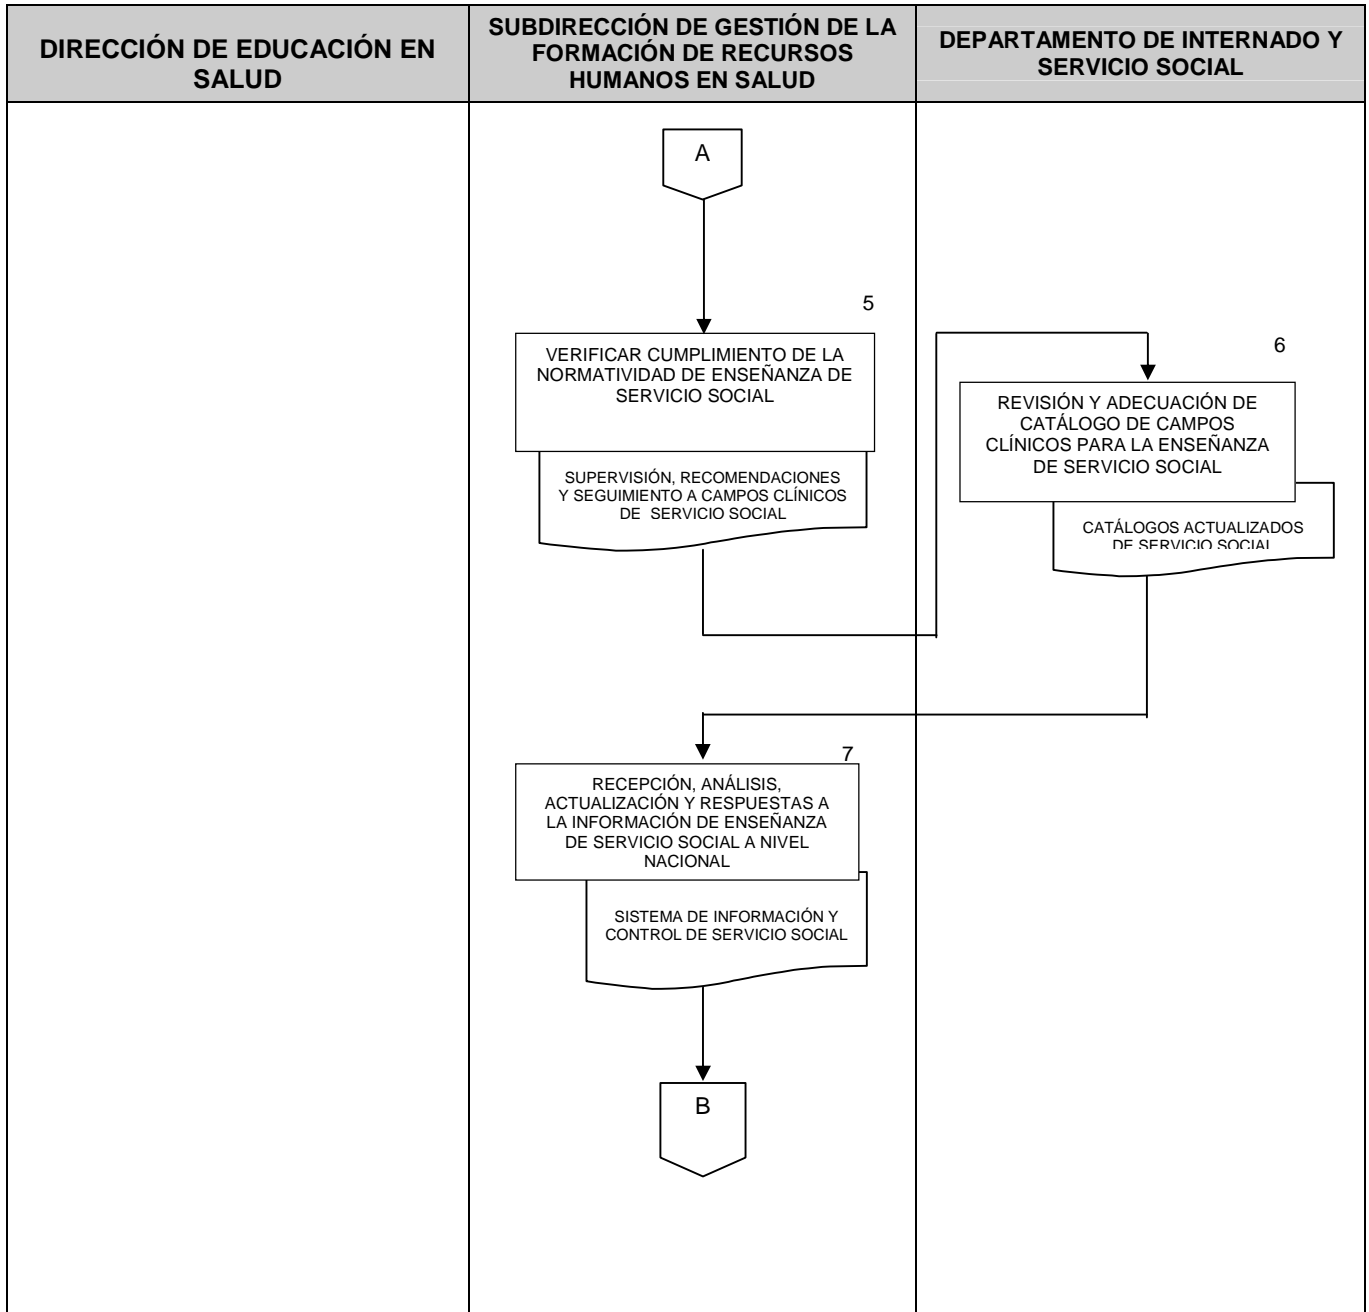 DIRECCIÓN DE EDUCACIÓN EN
SALUD
SUBDIRECCIÓN DE GESTIÓN DE LA
FORMACIÓN DE RECURSOS
HUMANOS EN SALUD
DEPARTAMENTO DE INTERNADO Y
SERVICIO SOCIAL
A
5
VERIFICAR CUMPLIMIENTO DE LA
NORMATIVIDAD DE ENSEÑANZA DE
SERVICIO SOCIAL
SUPERVISIÓN, RECOMENDACIONES
Y SEGUIMIENTO A CAMPOS CLÍNICOS
DE SERVICIO SOCIAL
6
REVISIÓN Y ADECUACIÓN DE
CATÁLOGO DE CAMPOS
CLÍNICOS PARA LA ENSEÑANZA
DE SERVICIO SOCIAL
CATÁLOGOS ACTUALIZADOS
DE SERVICIO SOCIAL
7
RECEPCIÓN, ANÁLISIS,
ACTUALIZACIÓN Y RESPUESTAS A
LA INFORMACIÓN DE ENSEÑANZA
DE SERVICIO SOCIAL A NIVEL
NACIONAL
SISTEMA DE INFORMACIÓN Y
CONTROL DE SERVICIO SOCIAL
B